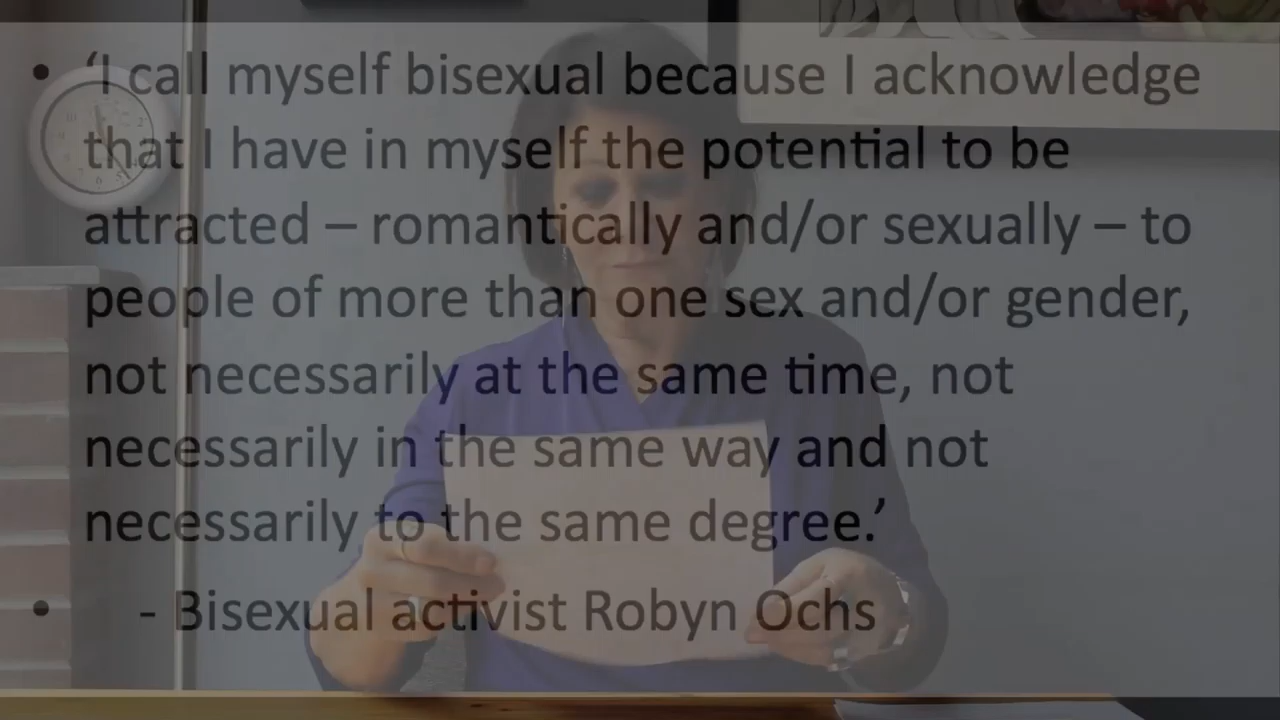 • ‘I call myself bisexual because I acknowledge
that I have in myself the potential to be
attracted – romantically and/or sexually – to
people of more than one sex and/or gender,
not necessarily at the same time, not
necessarily in the same way and not
necessarily to the same degree.’
• - Bisexual activist Robyn Ochs